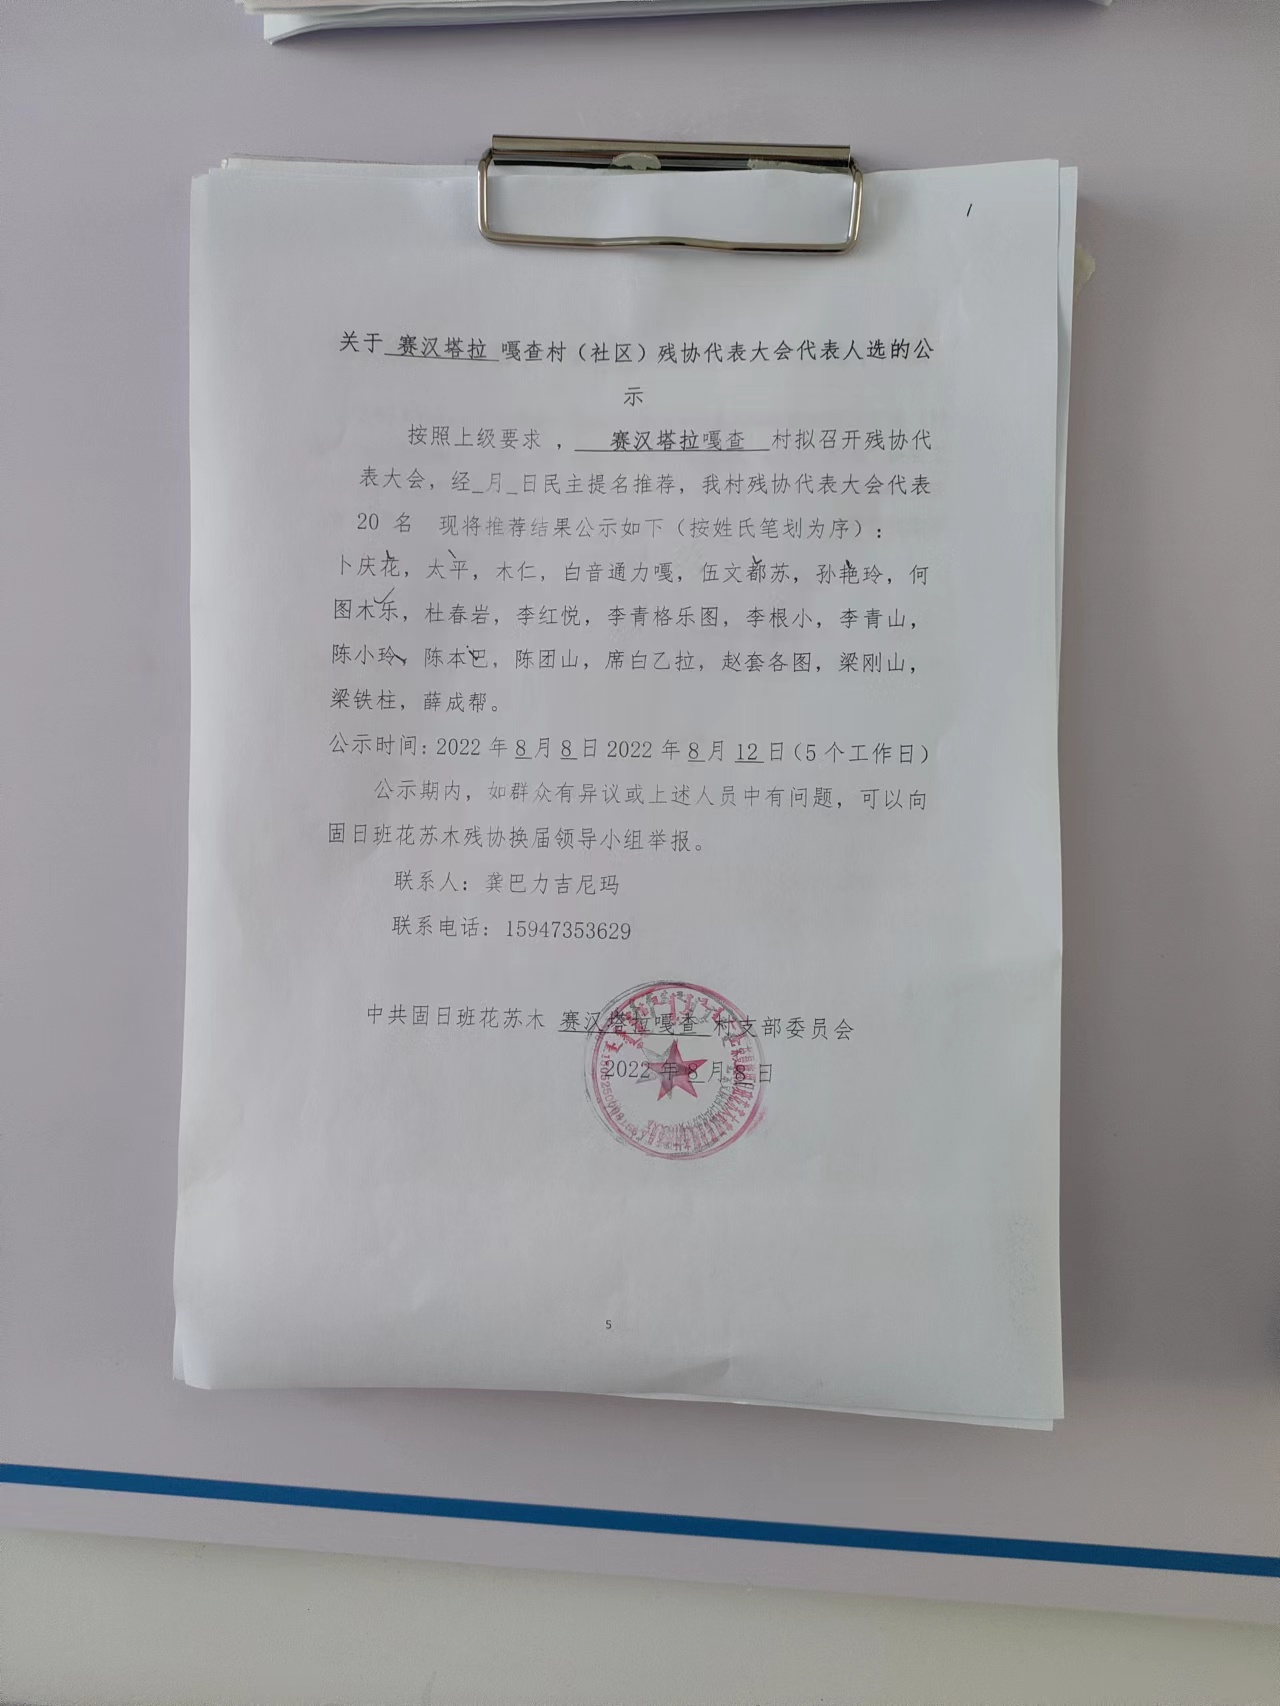 关于 赛汉塔拉 嘎查村（社区）残协代表大会代表人选的公
示
按照上级要求， 赛汉塔拉嘎查 村拟召开残协代
表大会，经_月_日民主提名推荐，我村残协代表大会代表
20 名 现将推荐结果公示如下（按姓氏笔划为序）：
卜庆花，太平，木仁，白音通力嘎，伍文都苏，孙艳玲，何
图木乐，杜春岩，李红悦，李青格乐图，李根小，李青山，
陈小玲，陈本巴，陈团山，席白乙拉，赵套各图，梁刚山，
梁铁柱，薛成帮。
公示时间：2022 年 8 月 8 日 2022 年 8 月 12 日（5 个工作日）
公示期内，如群众有异议或上述人员中有问题，可以向
固日班花苏木残协换届领导小组举报。
联系人：龚巴力吉尼玛
联系电话：15947353629
中共固日班花苏木 赛汉塔拉嘎查 村支部委员会
2022 年 8 月 8 日
5